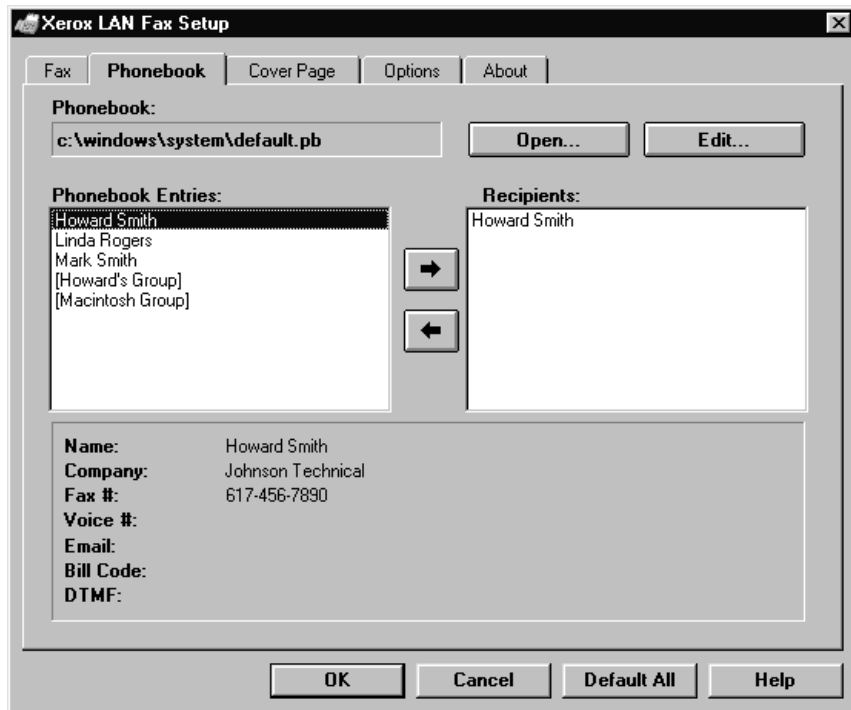 Xerox LAN Fax Setup
Fax Phonebook Cover Page Options About
Phonebook:
c:\windows\system\default.pb Open... Edit...
Phonebook Entries: Recipients:
Howard Smith Howard Smith
Linda Rogers
Mark Smith
[Howard's Group]
[Macintosh Group]
Name: Howard Smith
Company: Johnson Technical
Fax #: 617-456-7890
Voice #:
Email:
Bill Code:
DTMF:
OK Cancel Default All Help